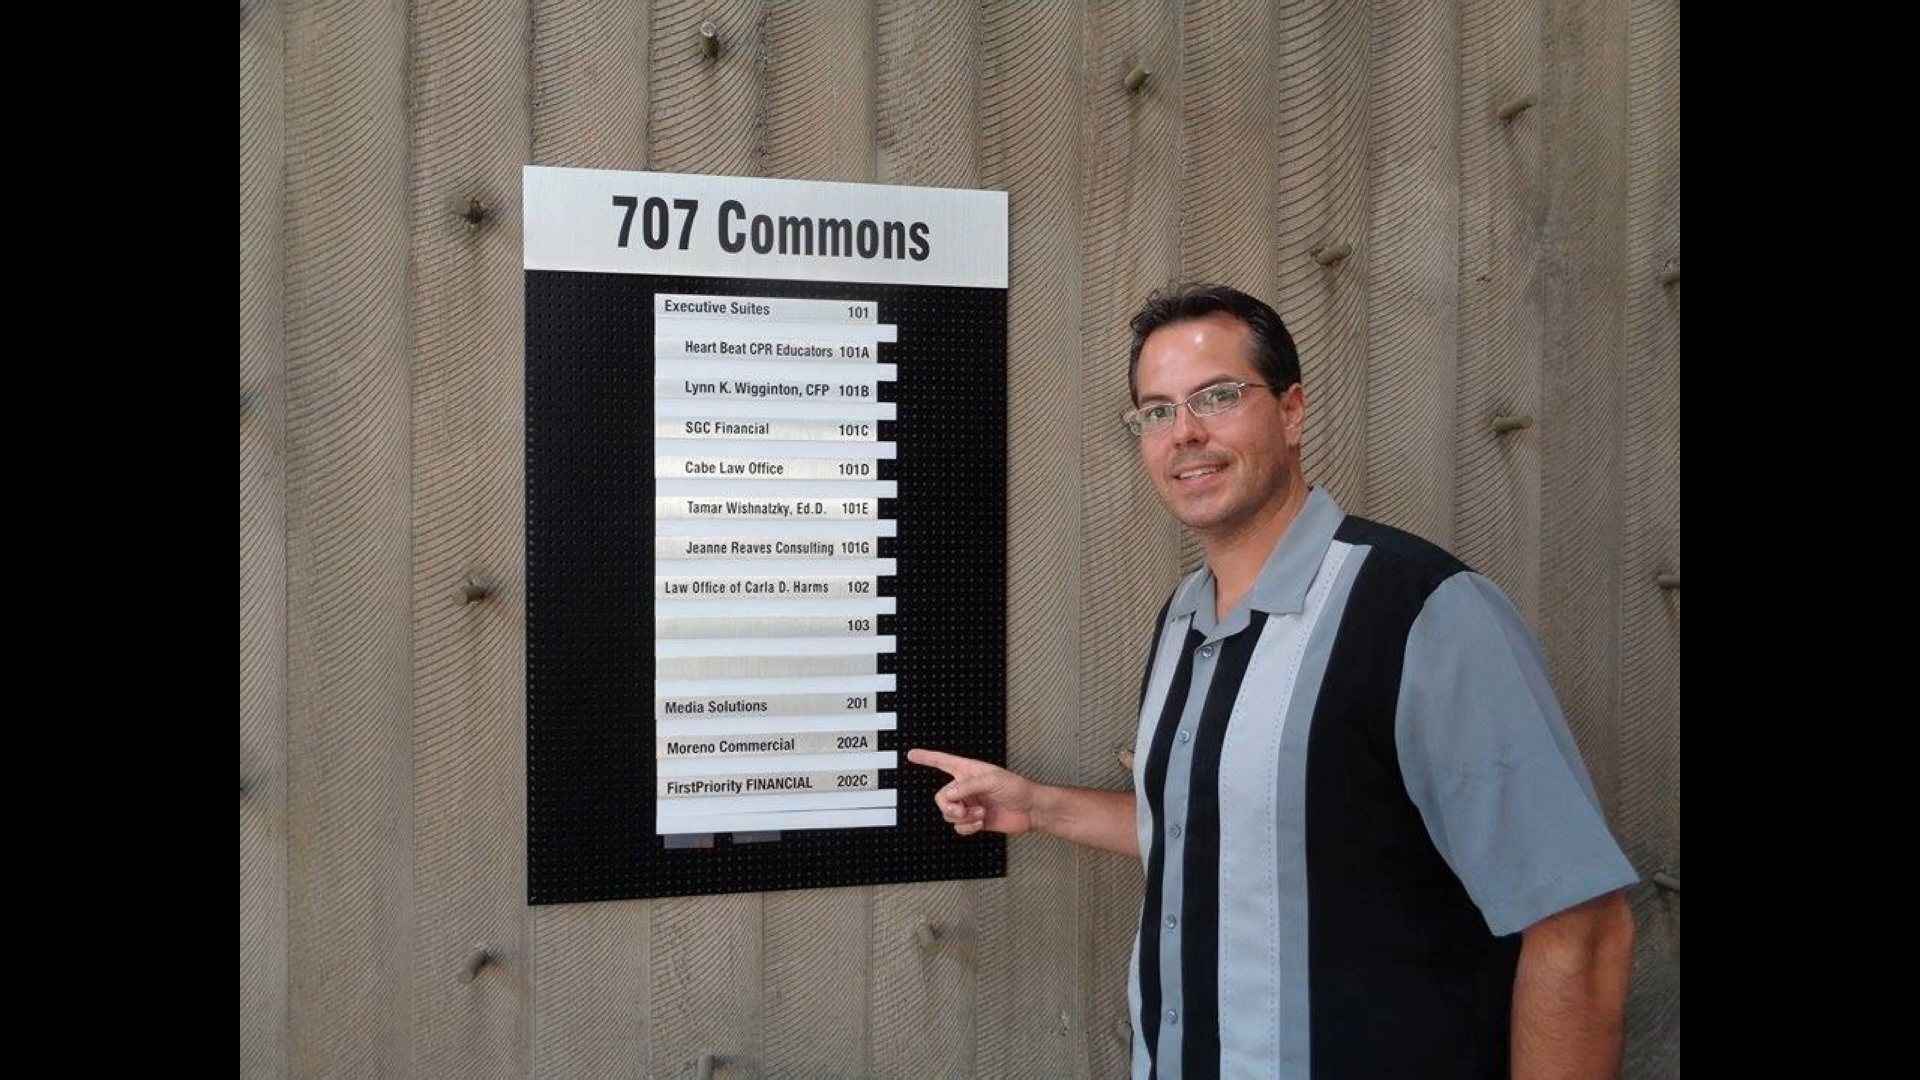 707 Commons
Executive Suites 101
Heart Beat CPR Educators 101A
Lynn K. Wigginton, CFP 101B
SGC Financial 101C
Cabe Law Office 101D
Tamar Wishnatzky, Ed.D. 101E
Jeanne Reaves Consulting 101G
Law Office of Carla D. Harms 102
103
Media Solutions 201
Moreno Commercial 202A
FirstPriority FINANCIAL 202C